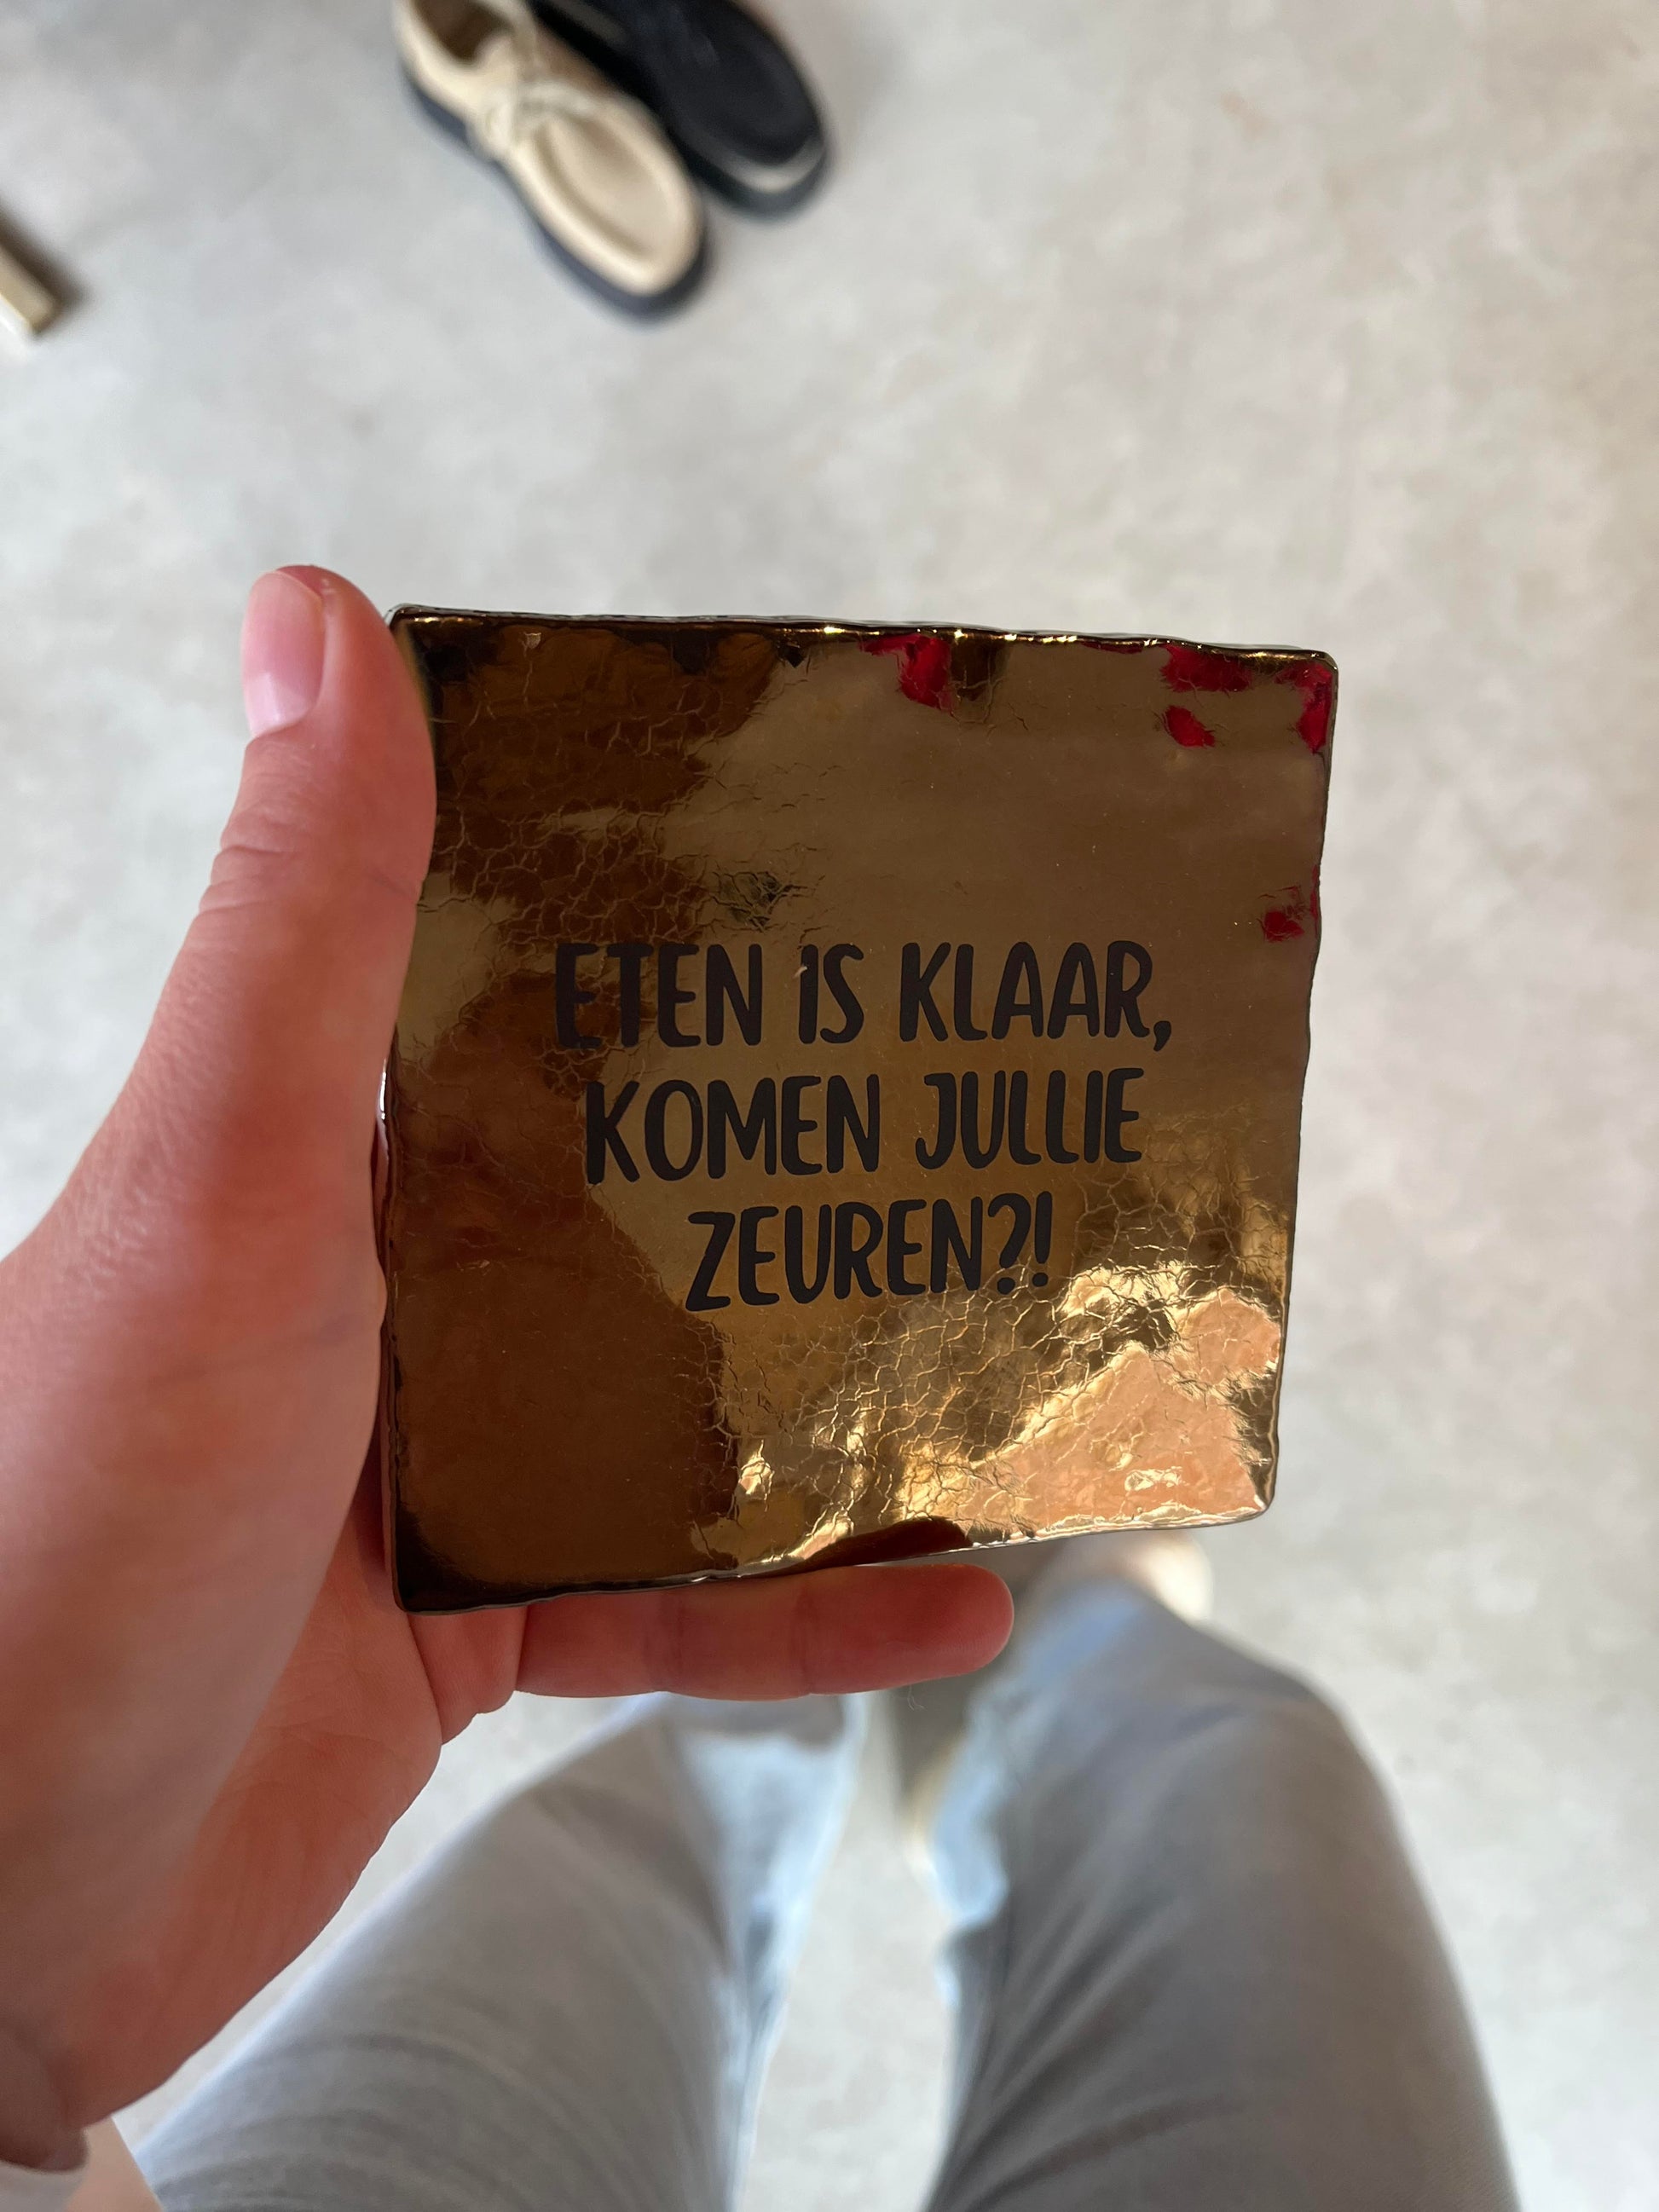 ETEN IS KLAAR,
KOMEN JULLIE
ZEUREN?!